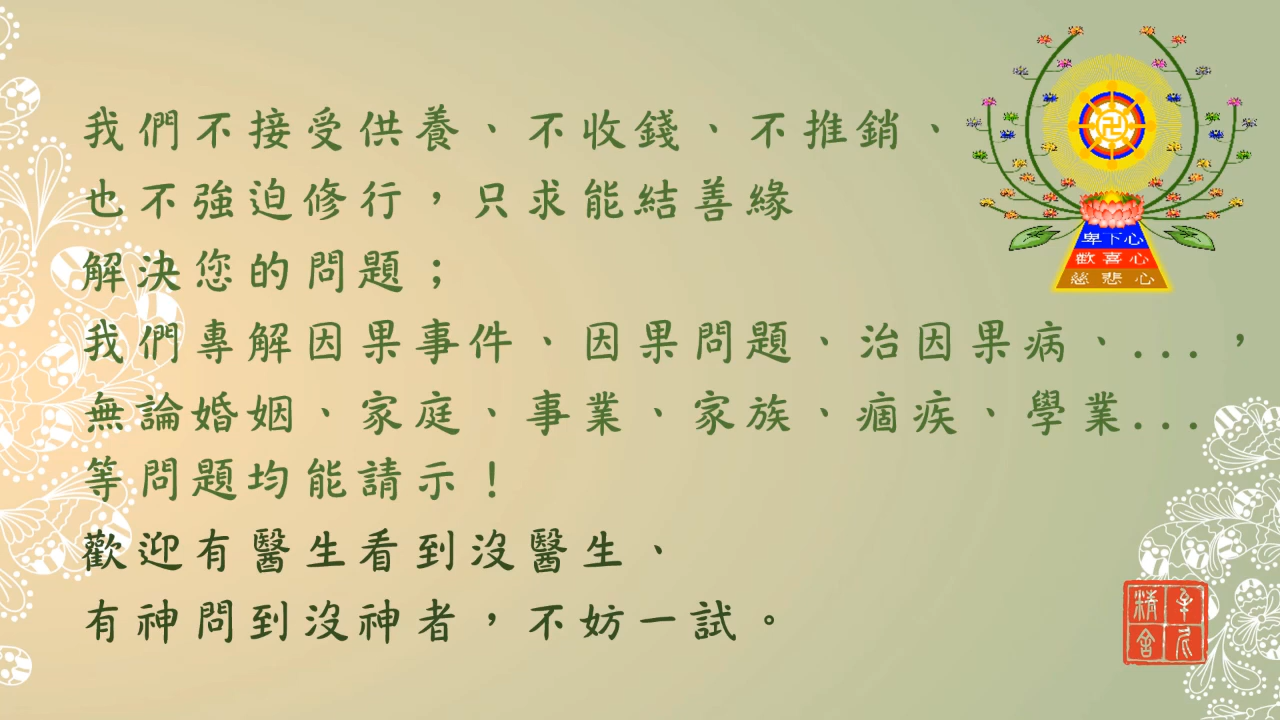 我們不接受供養、不收錢、不推銷、
也不強迫修行，只求能結善緣
解決您的問題；
我們專解因果事件、因果問題、治因果病、...，
無論婚姻、家庭、事業、家族、痼疾、學業...
等問題均能請示！
歡迎有醫生看到沒醫生、
有神問到沒神者，不妨一試。
卑下心
歡喜心
慈悲心
精舍